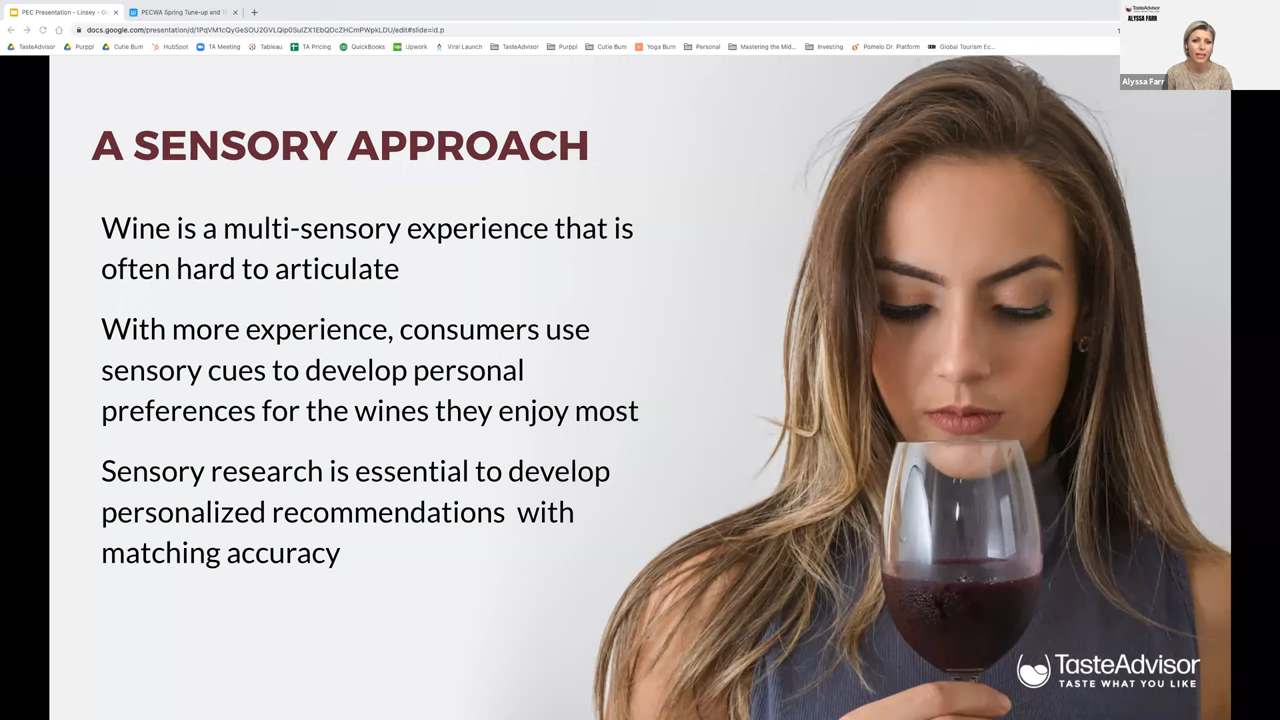 PEC Presentation - Linsey - G
PECWA Spring Tune-up and T
docs.google.com/presentation/d/1PqVM1cQyGeSOU2GVLQip0SulZX1EbQDcZHCmPWpkLDU/edit#slide=id.p
TasteAdvisor Purppl Cutie Bum HubSpot TA Meeting Tableau TA Pricing QuickBooks Upwork Viral Launch TasteAdvisor Purppl Cutie Bum Yoga Burn Personal Mastering the Mid... Investing Pomelo Dr. Platform Global Tourism Ec...
TasteAdvisor
ALYSSA FARR
Alyssa Farr
A SENSORY APPROACH
Wine is a multi-sensory experience that is
often hard to articulate
With more experience, consumers use
sensory cues to develop personal
preferences for the wines they enjoy most
Sensory research is essential to develop
personalized recommendations with
matching accuracy
TasteAdvisor
TASTE WHAT YOU LIKE